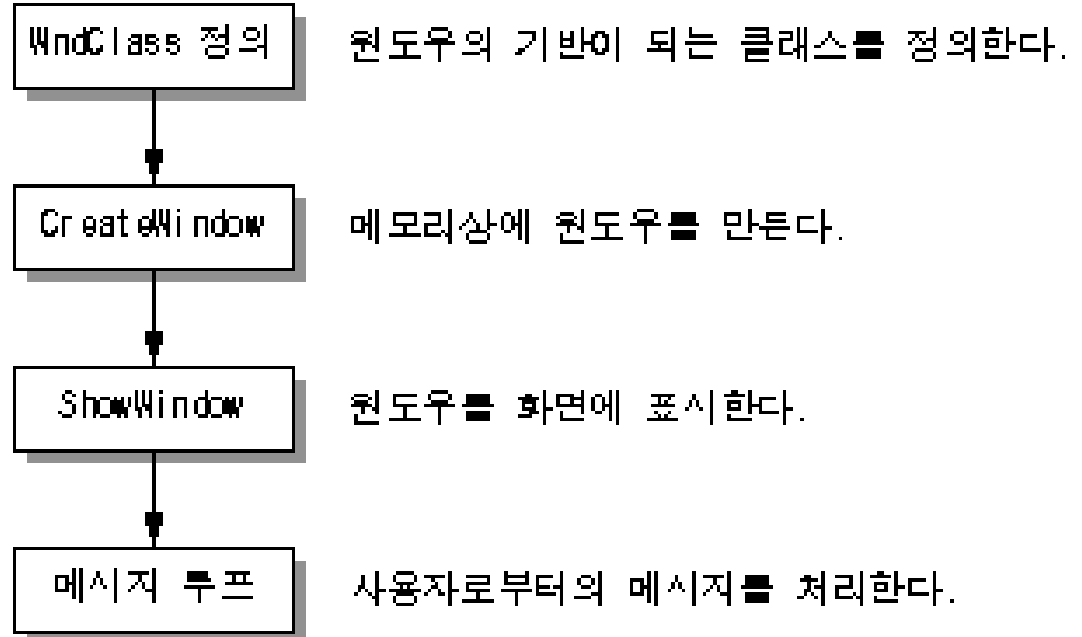 WndClass 정의
윈도우의 기반이 되는 클래스를 정의한다.
CreateWindow
메모리상에 윈도우를 만든다.
ShowWindow
윈도우를 화면에 표시한다.
메시지 루프
사용자로부터의 메시지를 처리한다.